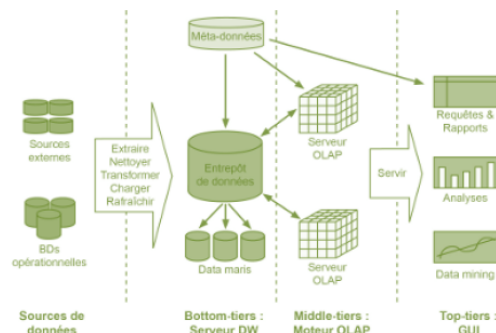 Méta-données
Sources
externes
BDs
opérationnelles
Extraire
Nettoyer
Transformer
Charger
Rafraîchir
Entrepôt
de données
Data maris
Serveur
OLAP
Serveur
OLAP
Servir
Requêtes &
Rapports
Analyses
Data mining
Sources de
données
Bottom-tiers :
Serveur DW
Middle-tiers :
Moteur OLAP
Top-tiers :
GUI